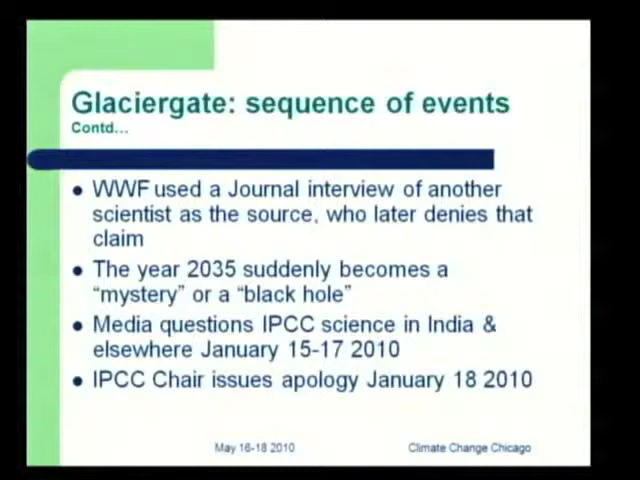 Glaciergate: sequence of events
Contd...
WWF used a Journal interview of another
scientist as the source, who later denies that
claim
The year 2035 suddenly becomes a
“mystery” or a “black hole”
Media questions IPCC science in India &
elsewhere January 15-17 2010
IPCC Chair issues apology January 18 2010
May 16-18 2010 Climate Change Chicago